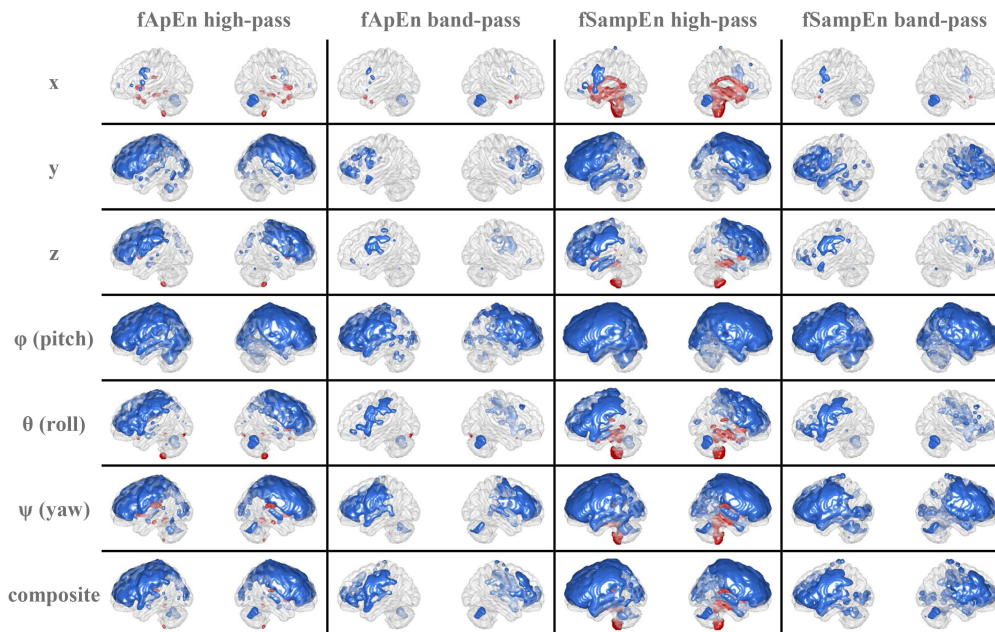 fApEn high-pass fApEn band-pass fSampEn high-pass fSampEn band-pass
x
y
z
φ (pitch)
θ (roll)
ψ (yaw)
composite